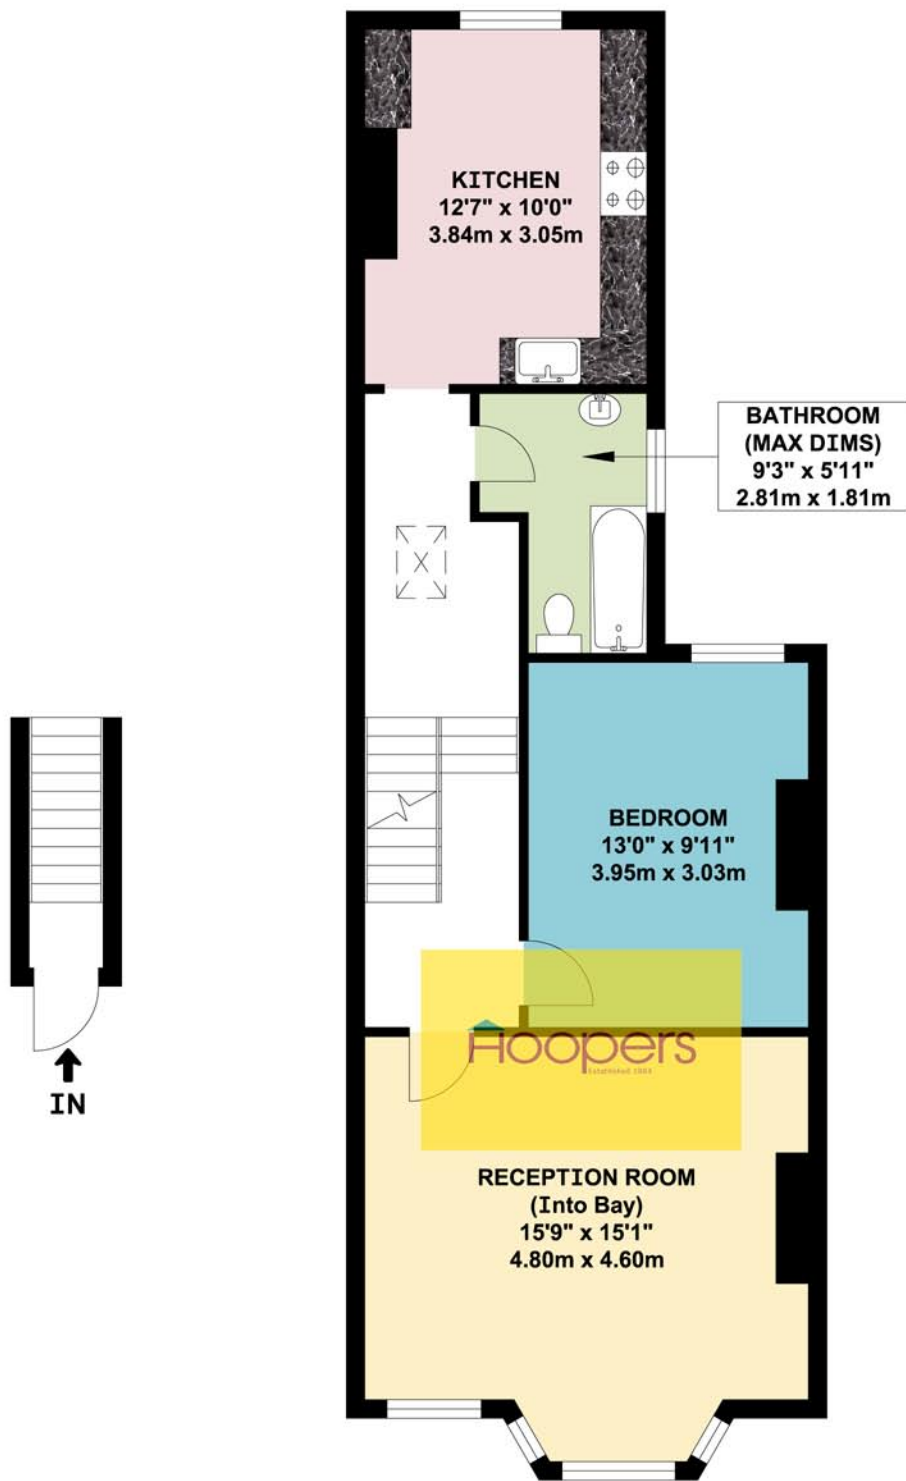 KITCHEN
12'7" x 10'0"
3.84m x 3.05m
BATHROOM
(MAX DIMS)
9'3" x 5'11"
2.81m x 1.81m
BEDROOM
13'0" x 9'11"
3.95m x 3.03m
IN
Hoopers
Established 1983
RECEPTION ROOM
(Into Bay)
15'9" x 15'1"
4.80m x 4.60m